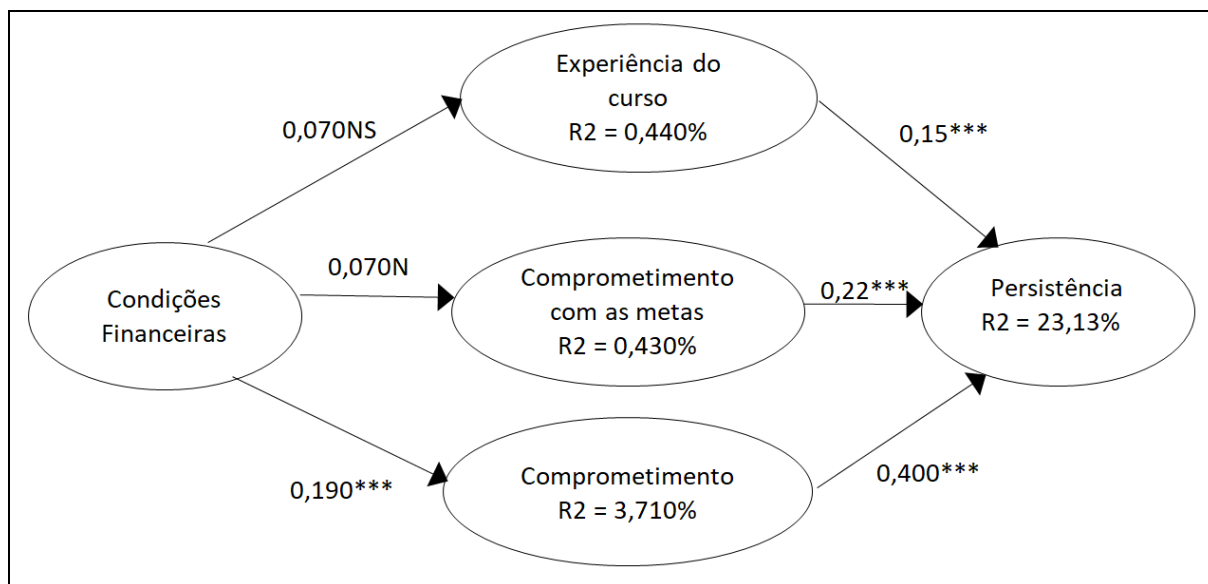 Experiência do
curso
R2 = 0,440%
0,070NS
0,15***
Condições
Financeiras
0,070N
Comprometimento
com as metas
R2 = 0,430%
0,22***
Persistência
R2 = 23,13%
0,190***
Comprometimento
R2 = 3,710%
0,400***